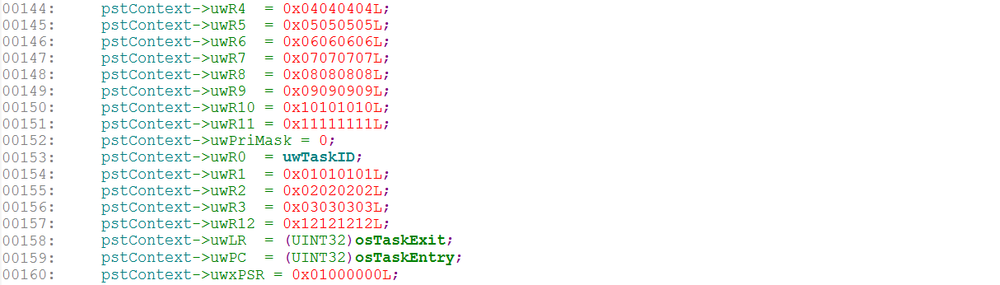 00144:     pstContext->uwR4  = 0x04040404L;
00145:     pstContext->uwR5  = 0x05050505L;
00146:     pstContext->uwR6  = 0x06060606L;
00147:     pstContext->uwR7  = 0x07070707L;
00148:     pstContext->uwR8  = 0x08080808L;
00149:     pstContext->uwR9  = 0x09090909L;
00150:     pstContext->uwR10 = 0x10101010L;
00151:     pstContext->uwR11 = 0x11111111L;
00152:     pstContext->uwPriMask = 0;
00153:     pstContext->uwR0  = uwTaskID;
00154:     pstContext->uwR1  = 0x01010101L;
00155:     pstContext->uwR2  = 0x02020202L;
00156:     pstContext->uwR3  = 0x03030303L;
00157:     pstContext->uwR12 = 0x12121212L;
00158:     pstContext->uwLR  = (UINT32)osTaskExit;
00159:     pstContext->uwPC  = (UINT32)osTaskEntry;
00160:     pstContext->uwxPSR = 0x01000000L;